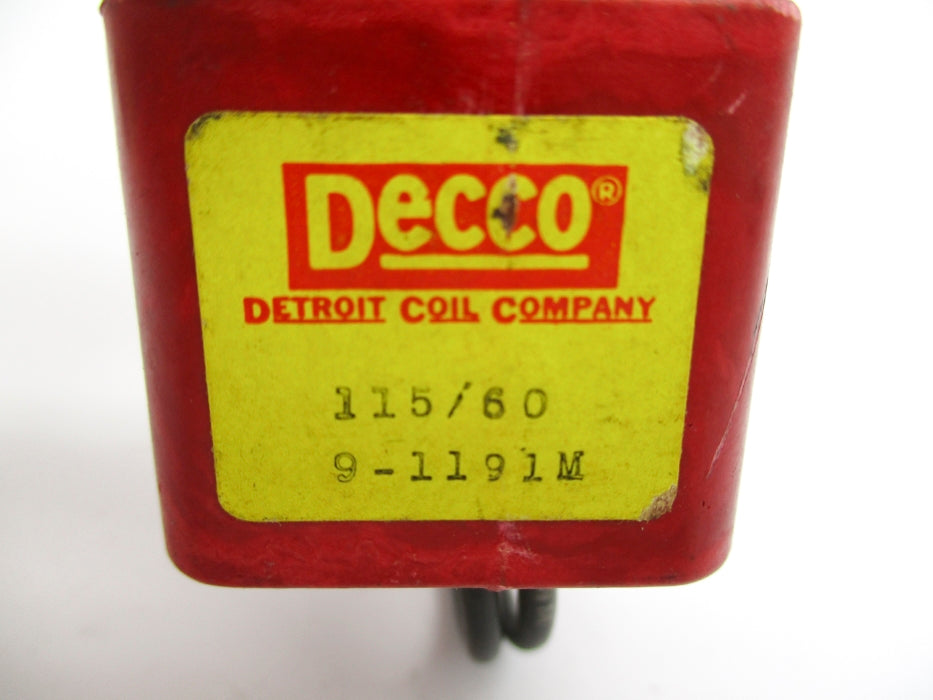 Decco®
DETROIT COIL COMPANY
115/60
9-1191M